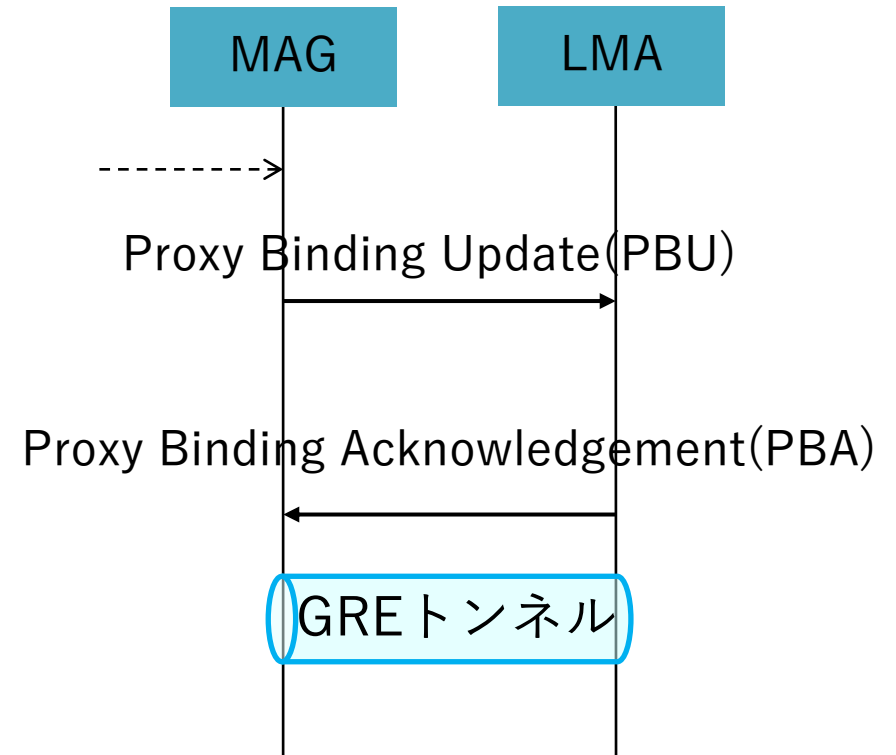 MAG
LMA
Proxy Binding Update(PBU)
Proxy Binding Acknowledgement(PBA)
GREトンネル